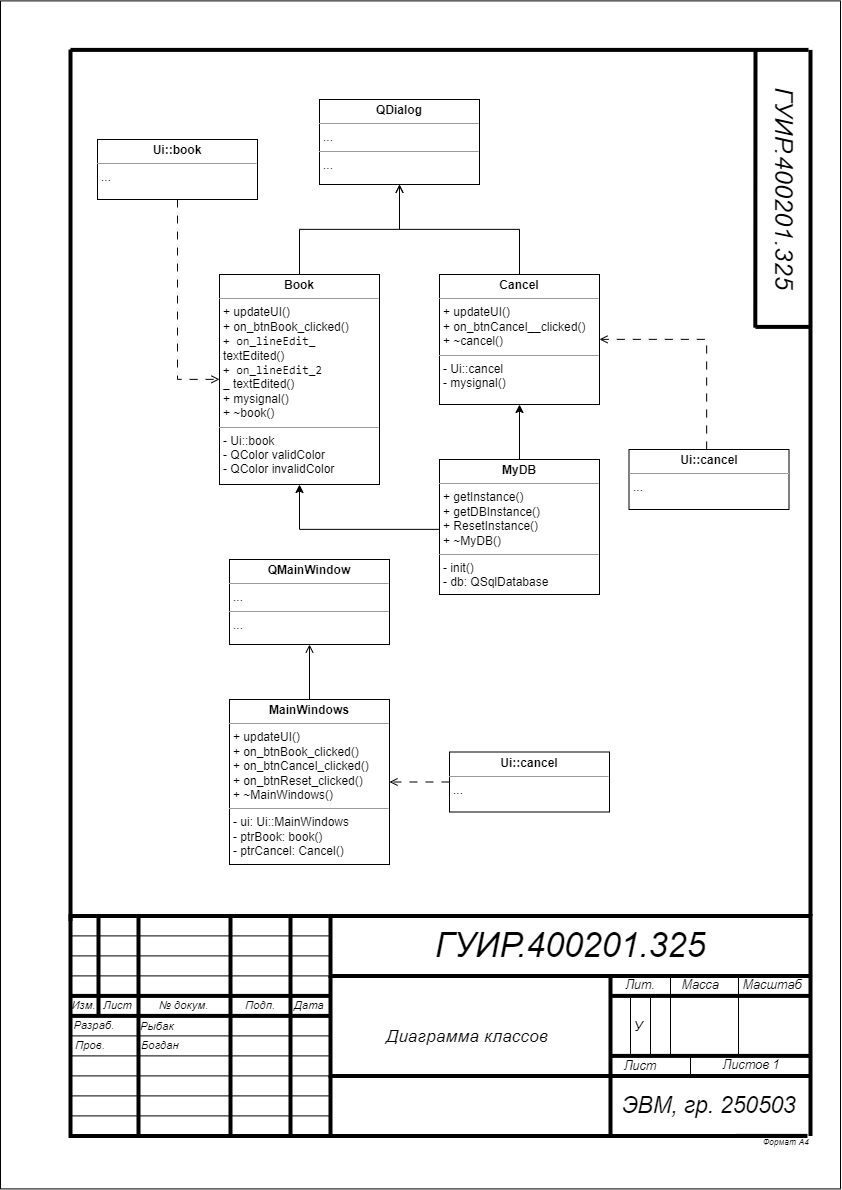 ГУИР.400201.325
QDialog
...
...
Ui::book
...
Book
+ updateUI()
+ on_btnBook_clicked()
+ on_lineEdit_
textEdited()
+ on_lineEdit_2
_ textEdited()
+ mysignal()
+ ~book()
- Ui::book
- QColor validColor
- QColor invalidColor
Cancel
+ updateUI()
+ on_btnCancel__clicked()
+ ~cancel()
- Ui::cancel
- mysignal()
Ui::cancel
...
MyDB
+ getInstance()
+ getDBInstance()
+ ResetInstance()
+ ~MyDB()
- init()
- db: QSqlDatabase
QMainWindow
...
...
MainWindows
+ updateUI()
+ on_btnBook_clicked()
+ on_btnCancel_clicked()
+ on_btnReset_clicked()
+ ~MainWindows()
- ui: Ui::MainWindows
- ptrBook: book()
- ptrCancel: Cancel()
Ui::cancel
...
ГУИР.400201.325
Изм. Лист № докум. Подп. Дата
Разраб. Рыбак
Пров. Богдан
Диаграмма классов
Лит. Масса Масштаб
У
Лист Листов 1
ЭВМ, гр. 250503
Формат А4